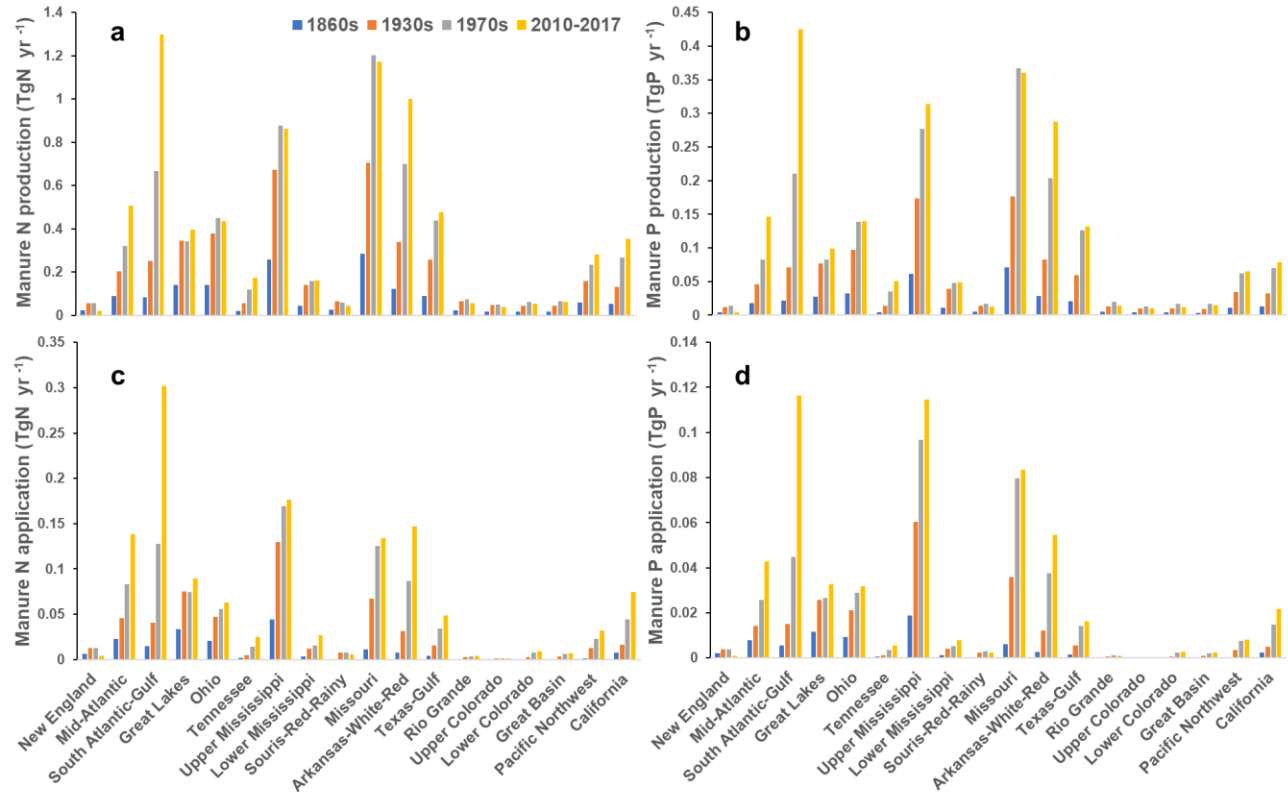 a
1860s 1930s 1970s 2010-2017
Manure N production (TgN yr -1)
1.4
1.2
1
0.8
0.6
0.4
0.2
0
b
Manure P production (TgP yr -1)
0.45
0.4
0.35
0.3
0.25
0.2
0.15
0.1
0.05
0
c
Manure N application (TgN yr -1)
0.35
0.3
0.25
0.2
0.15
0.1
0.05
0
New England
Mid-Atlantic
South Atlantic-Gulf
Great Lakes
Ohio
Tennessee
Upper Mississippi
Lower Mississippi
Souris-Red-Rainy
Missouri
Arkansas-White-Red
Texas-Gulf
Rio Grande
Upper Colorado
Lower Colorado
Great Basin
Pacific Northwest
California
d
Manure P application (TgP yr -1)
0.14
0.12
0.1
0.08
0.06
0.04
0.02
0
New England
Mid-Atlantic
South Atlantic-Gulf
Great Lakes
Ohio
Tennessee
Upper Mississippi
Lower Mississippi
Souris-Red-Rainy
Missouri
Arkansas-White-Red
Texas-Gulf
Rio Grande
Upper Colorado
Lower Colorado
Great Basin
Pacific Northwest
California